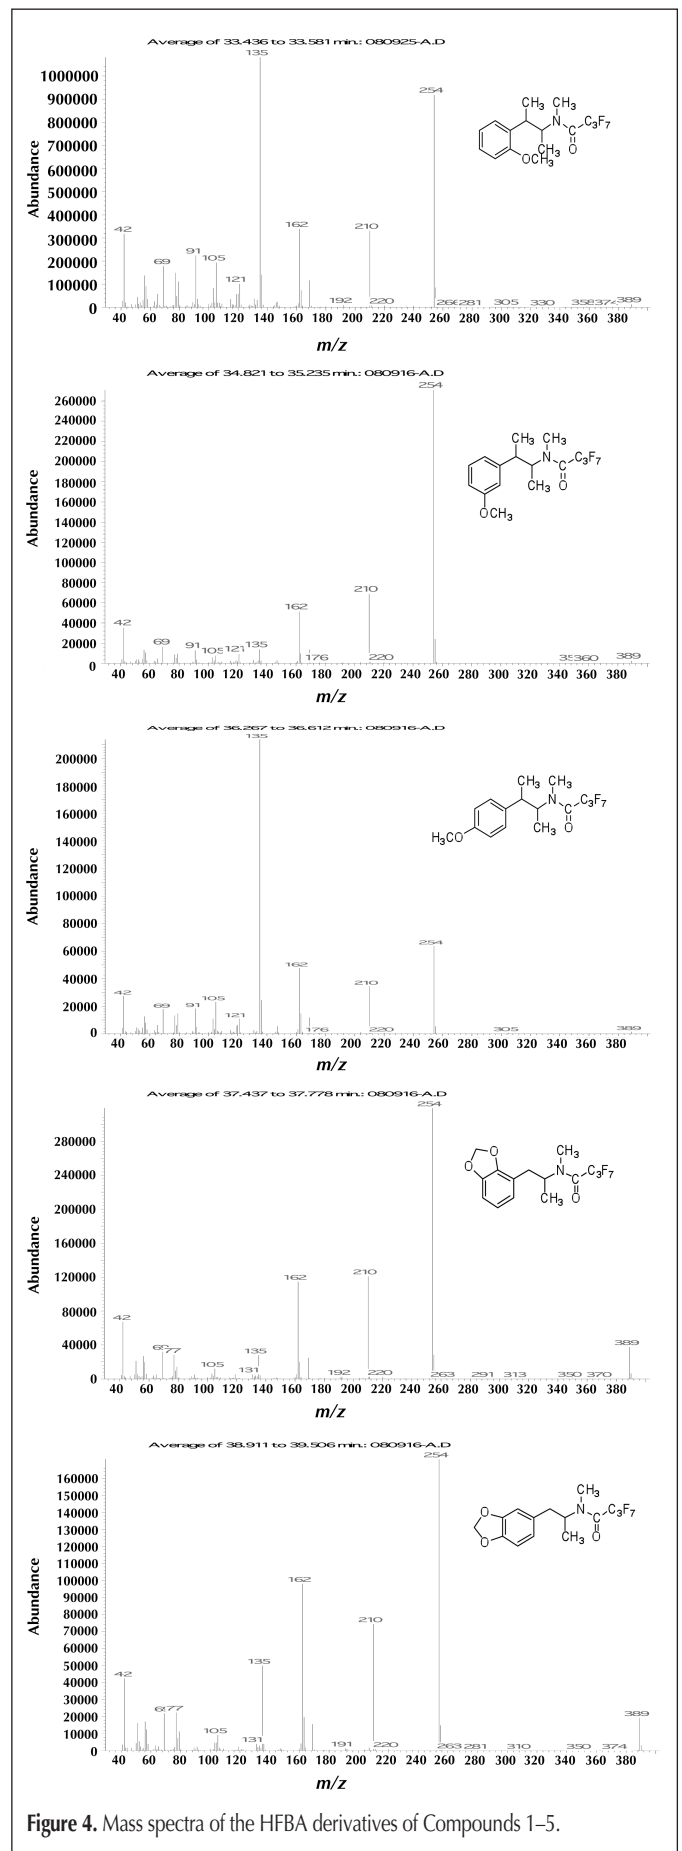 Average of 33.436 to 33.581 min.: 080925-A.D
Abundance
1000000
900000
800000
700000
600000
500000
400000
300000
200000
100000
0
42
69
91
105
121
135
162
192
210
220
254
281
305
330
389
CH₃ CH₃
N
C₃F₇
O
CH₃
OCH₃
40 60 80 100 120 140 160 180 200 220 240 260 280 300 320 340 360 380
m/z
Average of 34.821 to 35.235 min.: 080916-A.D
Abundance
260000
240000
220000
200000
180000
160000
140000
120000
100000
80000
60000
40000
20000
0
42
69
91
121
135
162
176
210
220
254
360
389
CH₃ CH₃
N
C₃F₇
CH₃ O
OCH₃
40 60 80 100 120 140 160 180 200 220 240 260 280 300 320 340 360 380
m/z
Average of 36.267 to 36.612 min.: 080916-A.D
Abundance
200000
180000
160000
140000
120000
100000
80000
60000
40000
20000
0
42
69
91
105
121
135
162
176
210
220
254
305
389
CH₃ CH₃
N
C₃F₇
CH₃ O
H₃CO
40 60 80 100 120 140 160 180 200 220 240 260 280 300 320 340 360 380
m/z
Average of 37.437 to 37.778 min.: 080916-A.D
Abundance
280000
240000
200000
160000
120000
80000
40000
0
42
77
105
131
135
162
192
210
220
254
263
291
313
350
370
389
O
O
CH₃
N
C₃F₇
CH₃ O
40 60 80 100 120 140 160 180 200 220 240 260 280 300 320 340 360 380
m/z
Average of 38.911 to 39.506 min.: 080916-A.D
Abundance
160000
150000
140000
130000
120000
110000
100000
90000
80000
70000
60000
50000
40000
30000
20000
10000
0
42
77
105
131
135
162
191
210
220
254
263
281
310
350
374
389
CH₃
O
N
C₃F₇
O
CH₃ O
40 60 80 100 120 140 160 180 200 220 240 260 280 300 320 340 360 380
m/z
Figure 4. Mass spectra of the HFBA derivatives of Compounds 1–5.